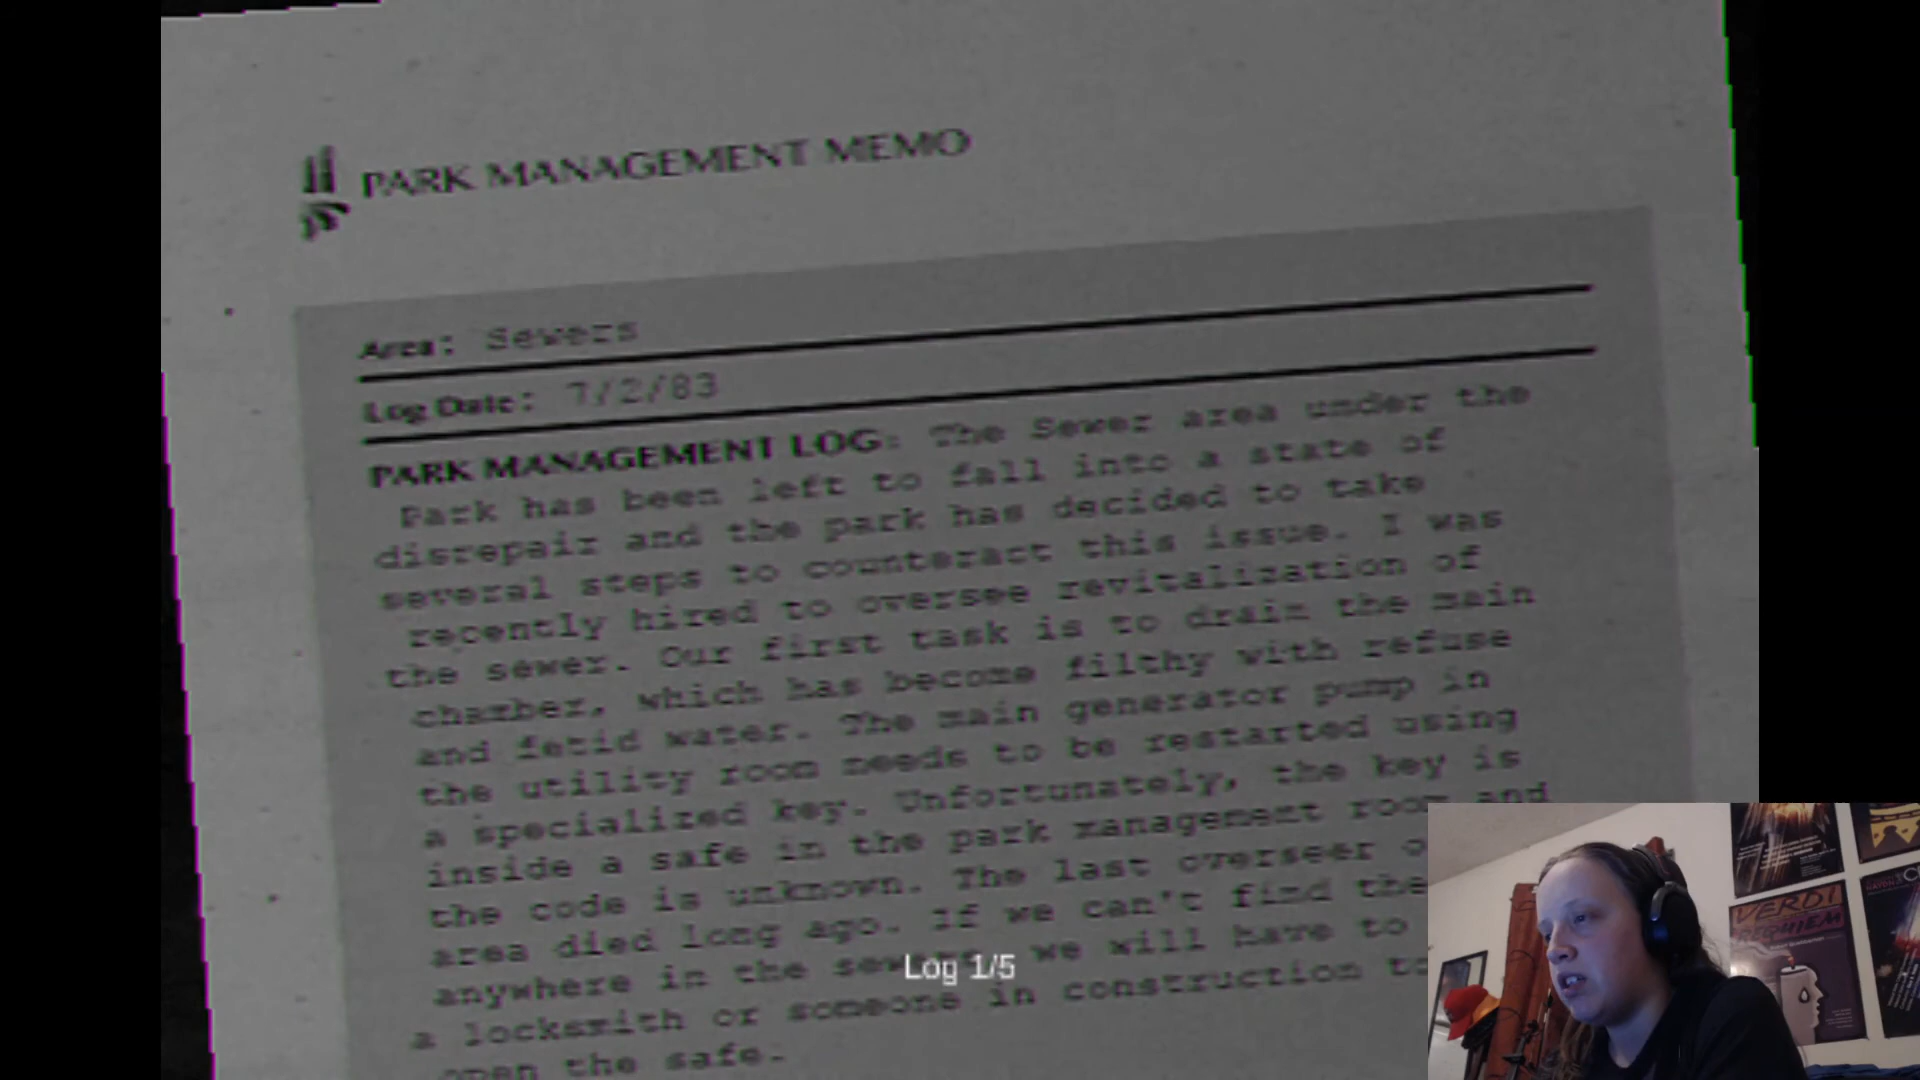 PARK MANAGEMENT MEMO
Area: Sewers
Log Date: 7/2/83
PARK MANAGEMENT LOG: The Sewer area under the
Park has been left to fall into a state of
disrepair and the park has decided to take
several steps to counteract this issue. I was
recently hired to oversee revitalization of
the sewer. Our first task is to drain the main
chamber, which has become filthy with refuse
and fetid water. The main generator pump in
the utility room needs to be restarted using
a specialized key. Unfortunately, the key is
inside a safe in the park management room and
the code is unknown. The last overseer
area died long ago. If we can't find the
anywhere in the we will have to
a locksmith or someone in construction to
open the safe.
Log 1/5
VERDI
REQUIEM